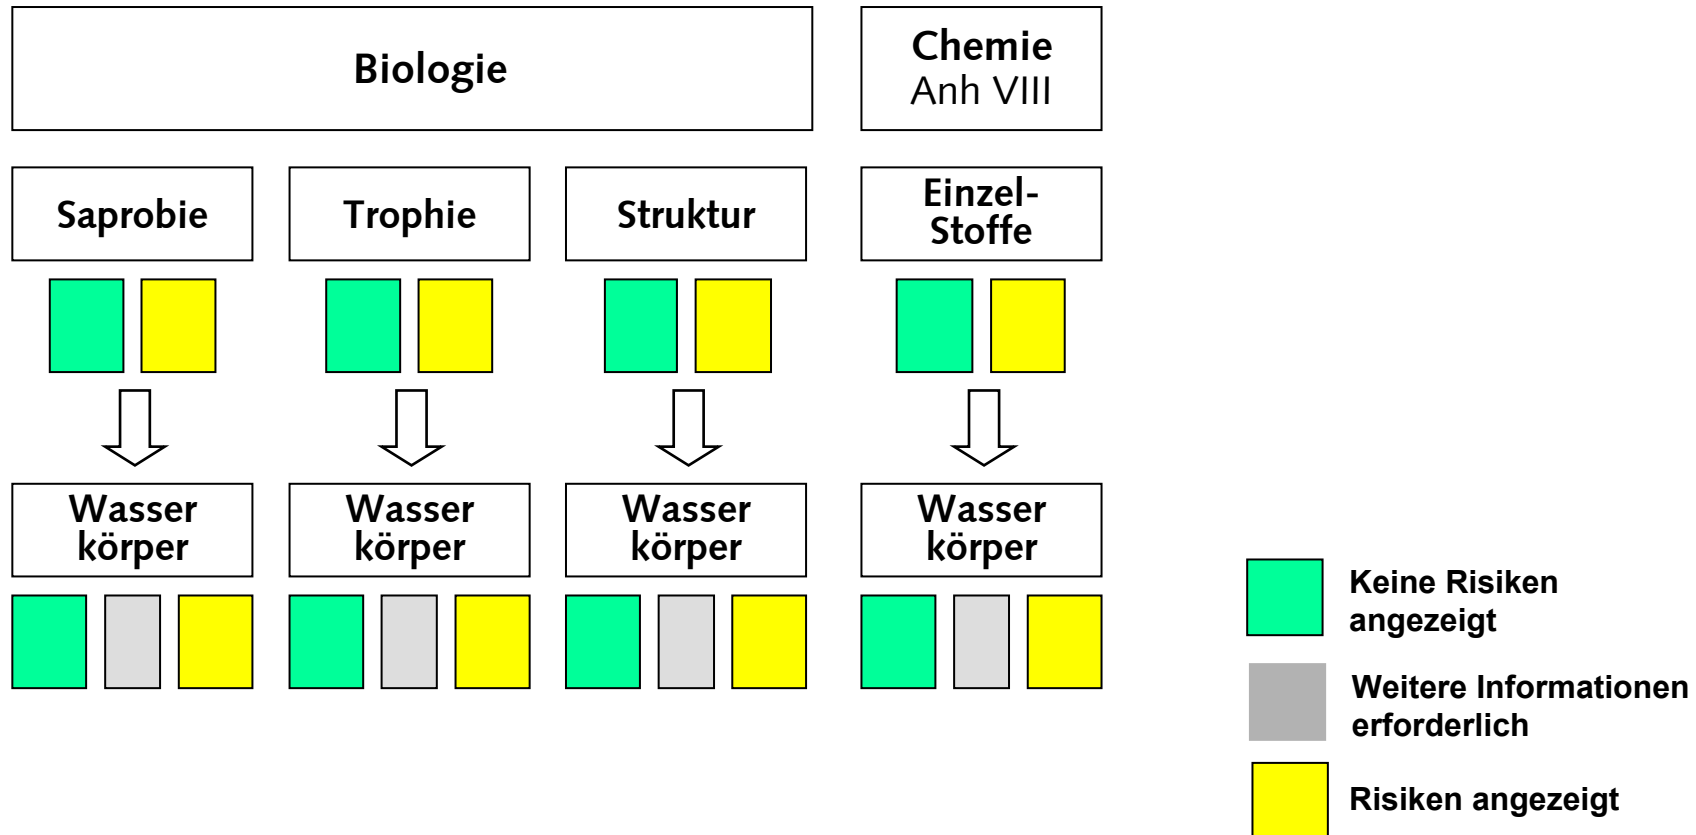 Biologie
Chemie
Anh VIII
Saprobie
Trophie
Struktur
Einzel-
Stoffe
Wasser
körper
Wasser
körper
Wasser
körper
Wasser
körper
Keine Risiken
angezeigt
Weitere Informationen
erforderlich
Risiken angezeigt